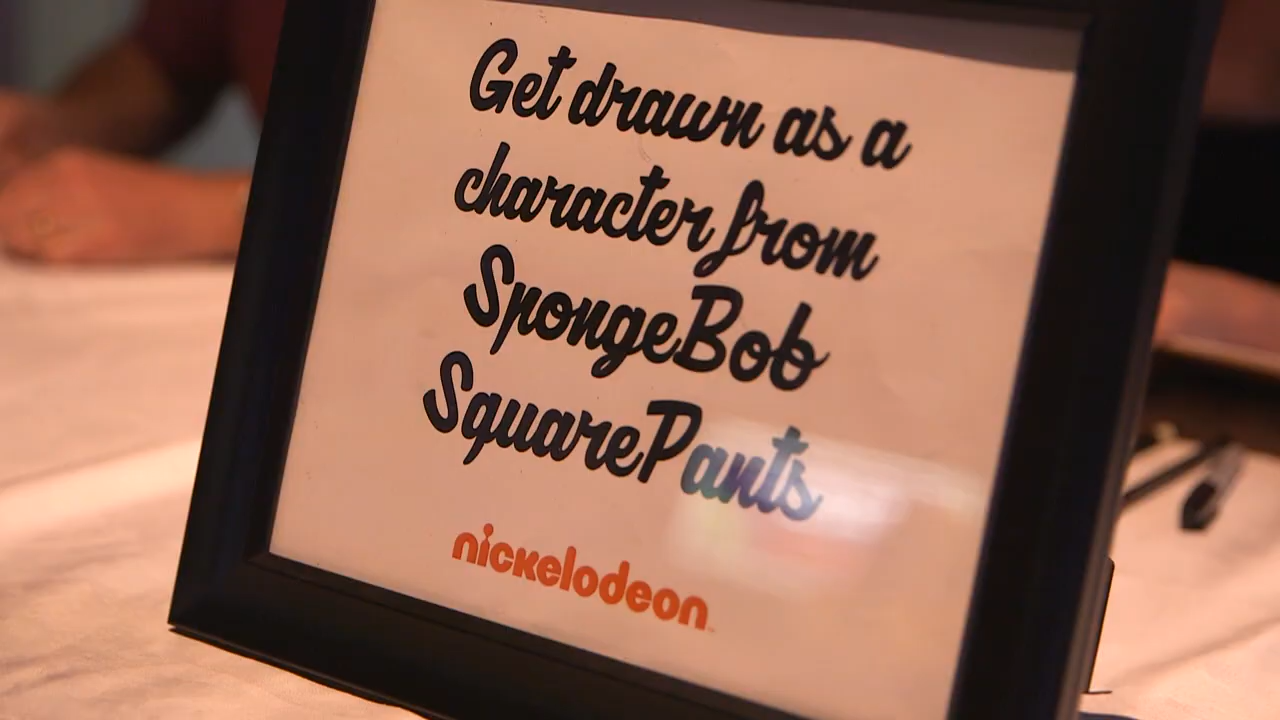 Get drawn as a
character from
SpongeBob
SquarePants
nickelodeon